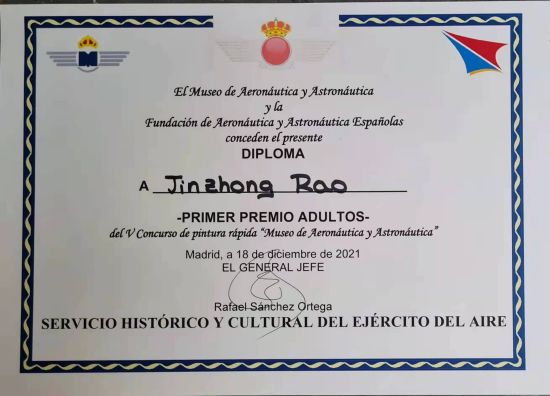 El Museo de Aeronáutica y Astronáutica
y la
Fundación de Aeronáutica y Astronáutica Españolas
conceden el presente
DIPLOMA
A Jinzhong Rao
-PRIMER PREMIO ADULTOS-
del V Concurso de pintura rápida "Museo de Aeronáutica y Astronáutica"
Madrid, a 18 de diciembre de 2021
EL GENERAL JEFE
Rafael Sánchez Ortega
SERVICIO HISTÓRICO Y CULTURAL DEL EJÉRCITO DEL AIRE